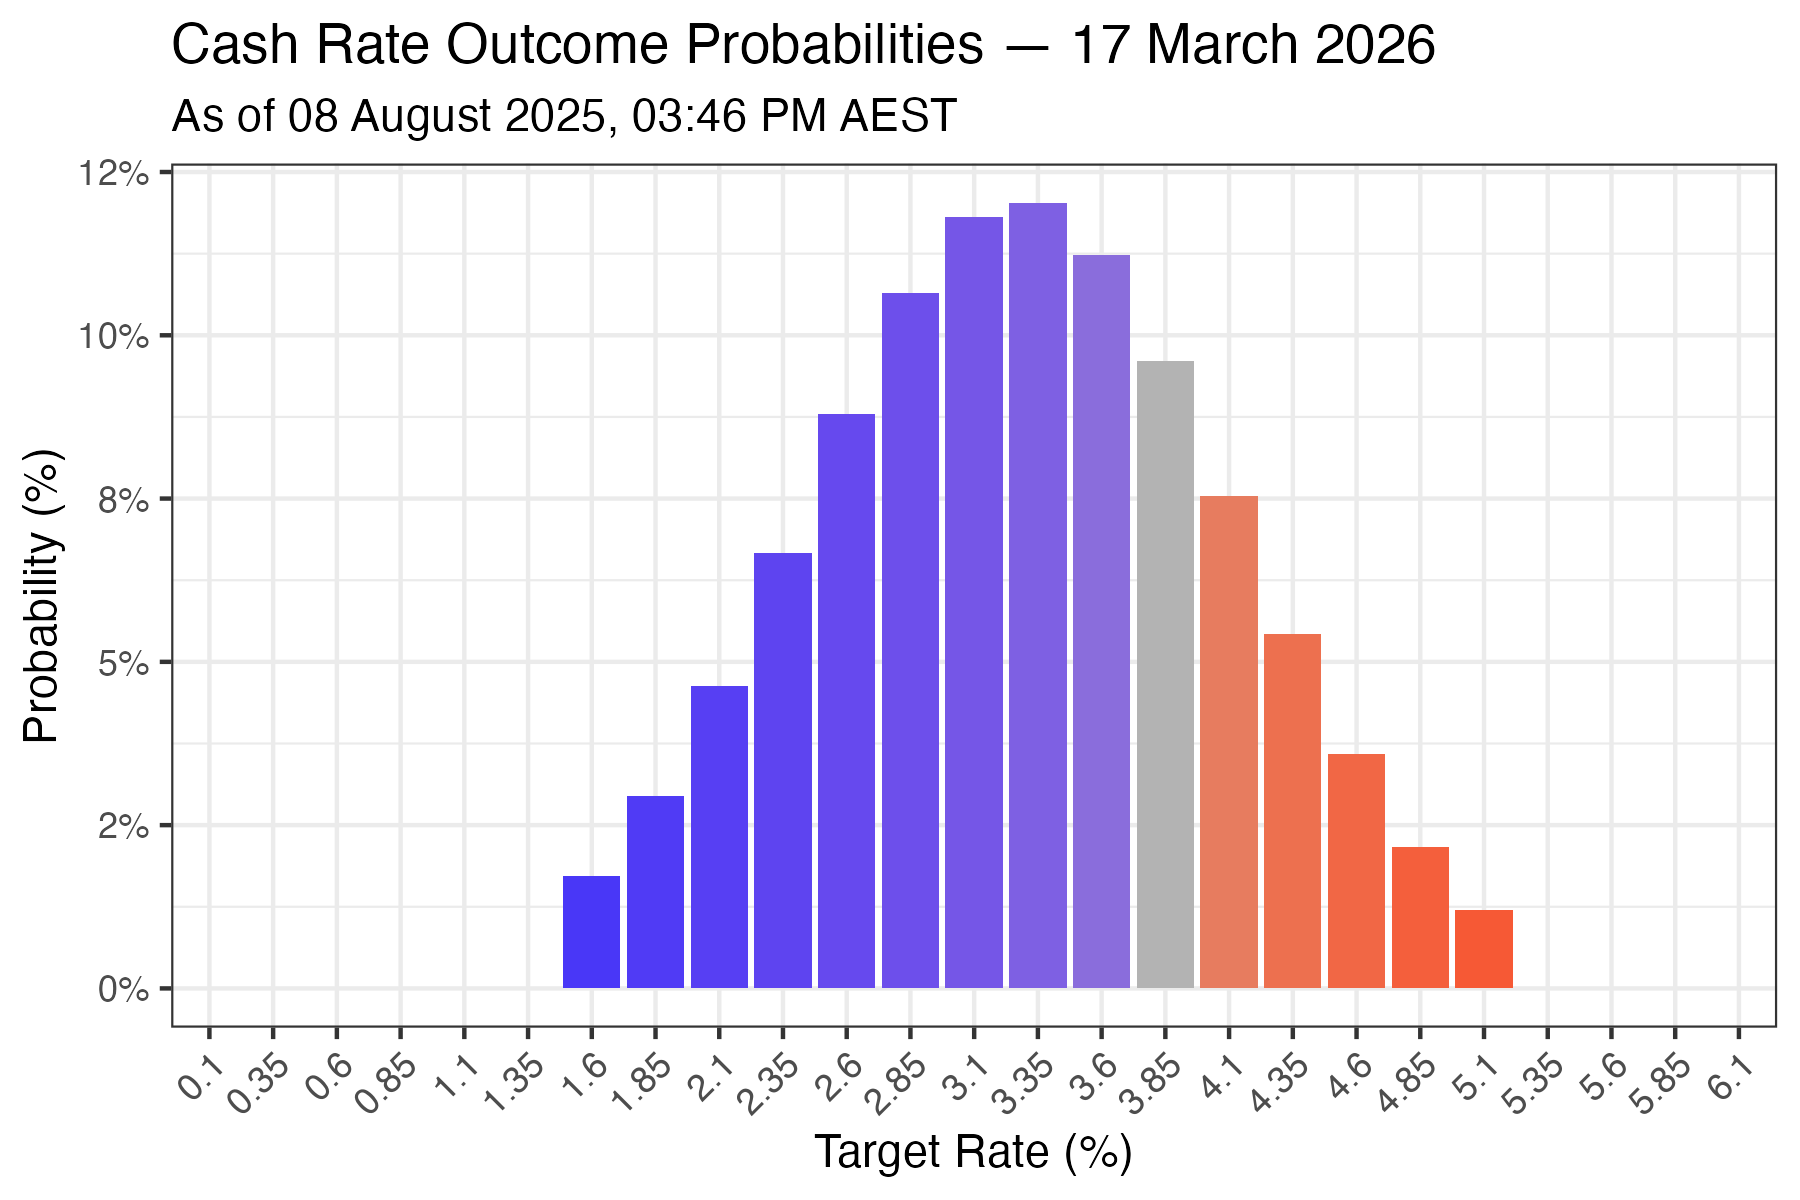 Cash Rate Outcome Probabilities — 17 March 2026
As of 08 August 2025, 03:46 PM AEST
Probability (%)
12%
10%
8%
5%
2%
0%
0.1 0.35 0.6 0.85 1.1 1.35 1.6 1.85 2.1 2.35 2.6 2.85 3.1 3.35 3.6 3.85 4.1 4.35 4.6 4.85 5.1 5.35 5.6 5.85 6.1
Target Rate (%)